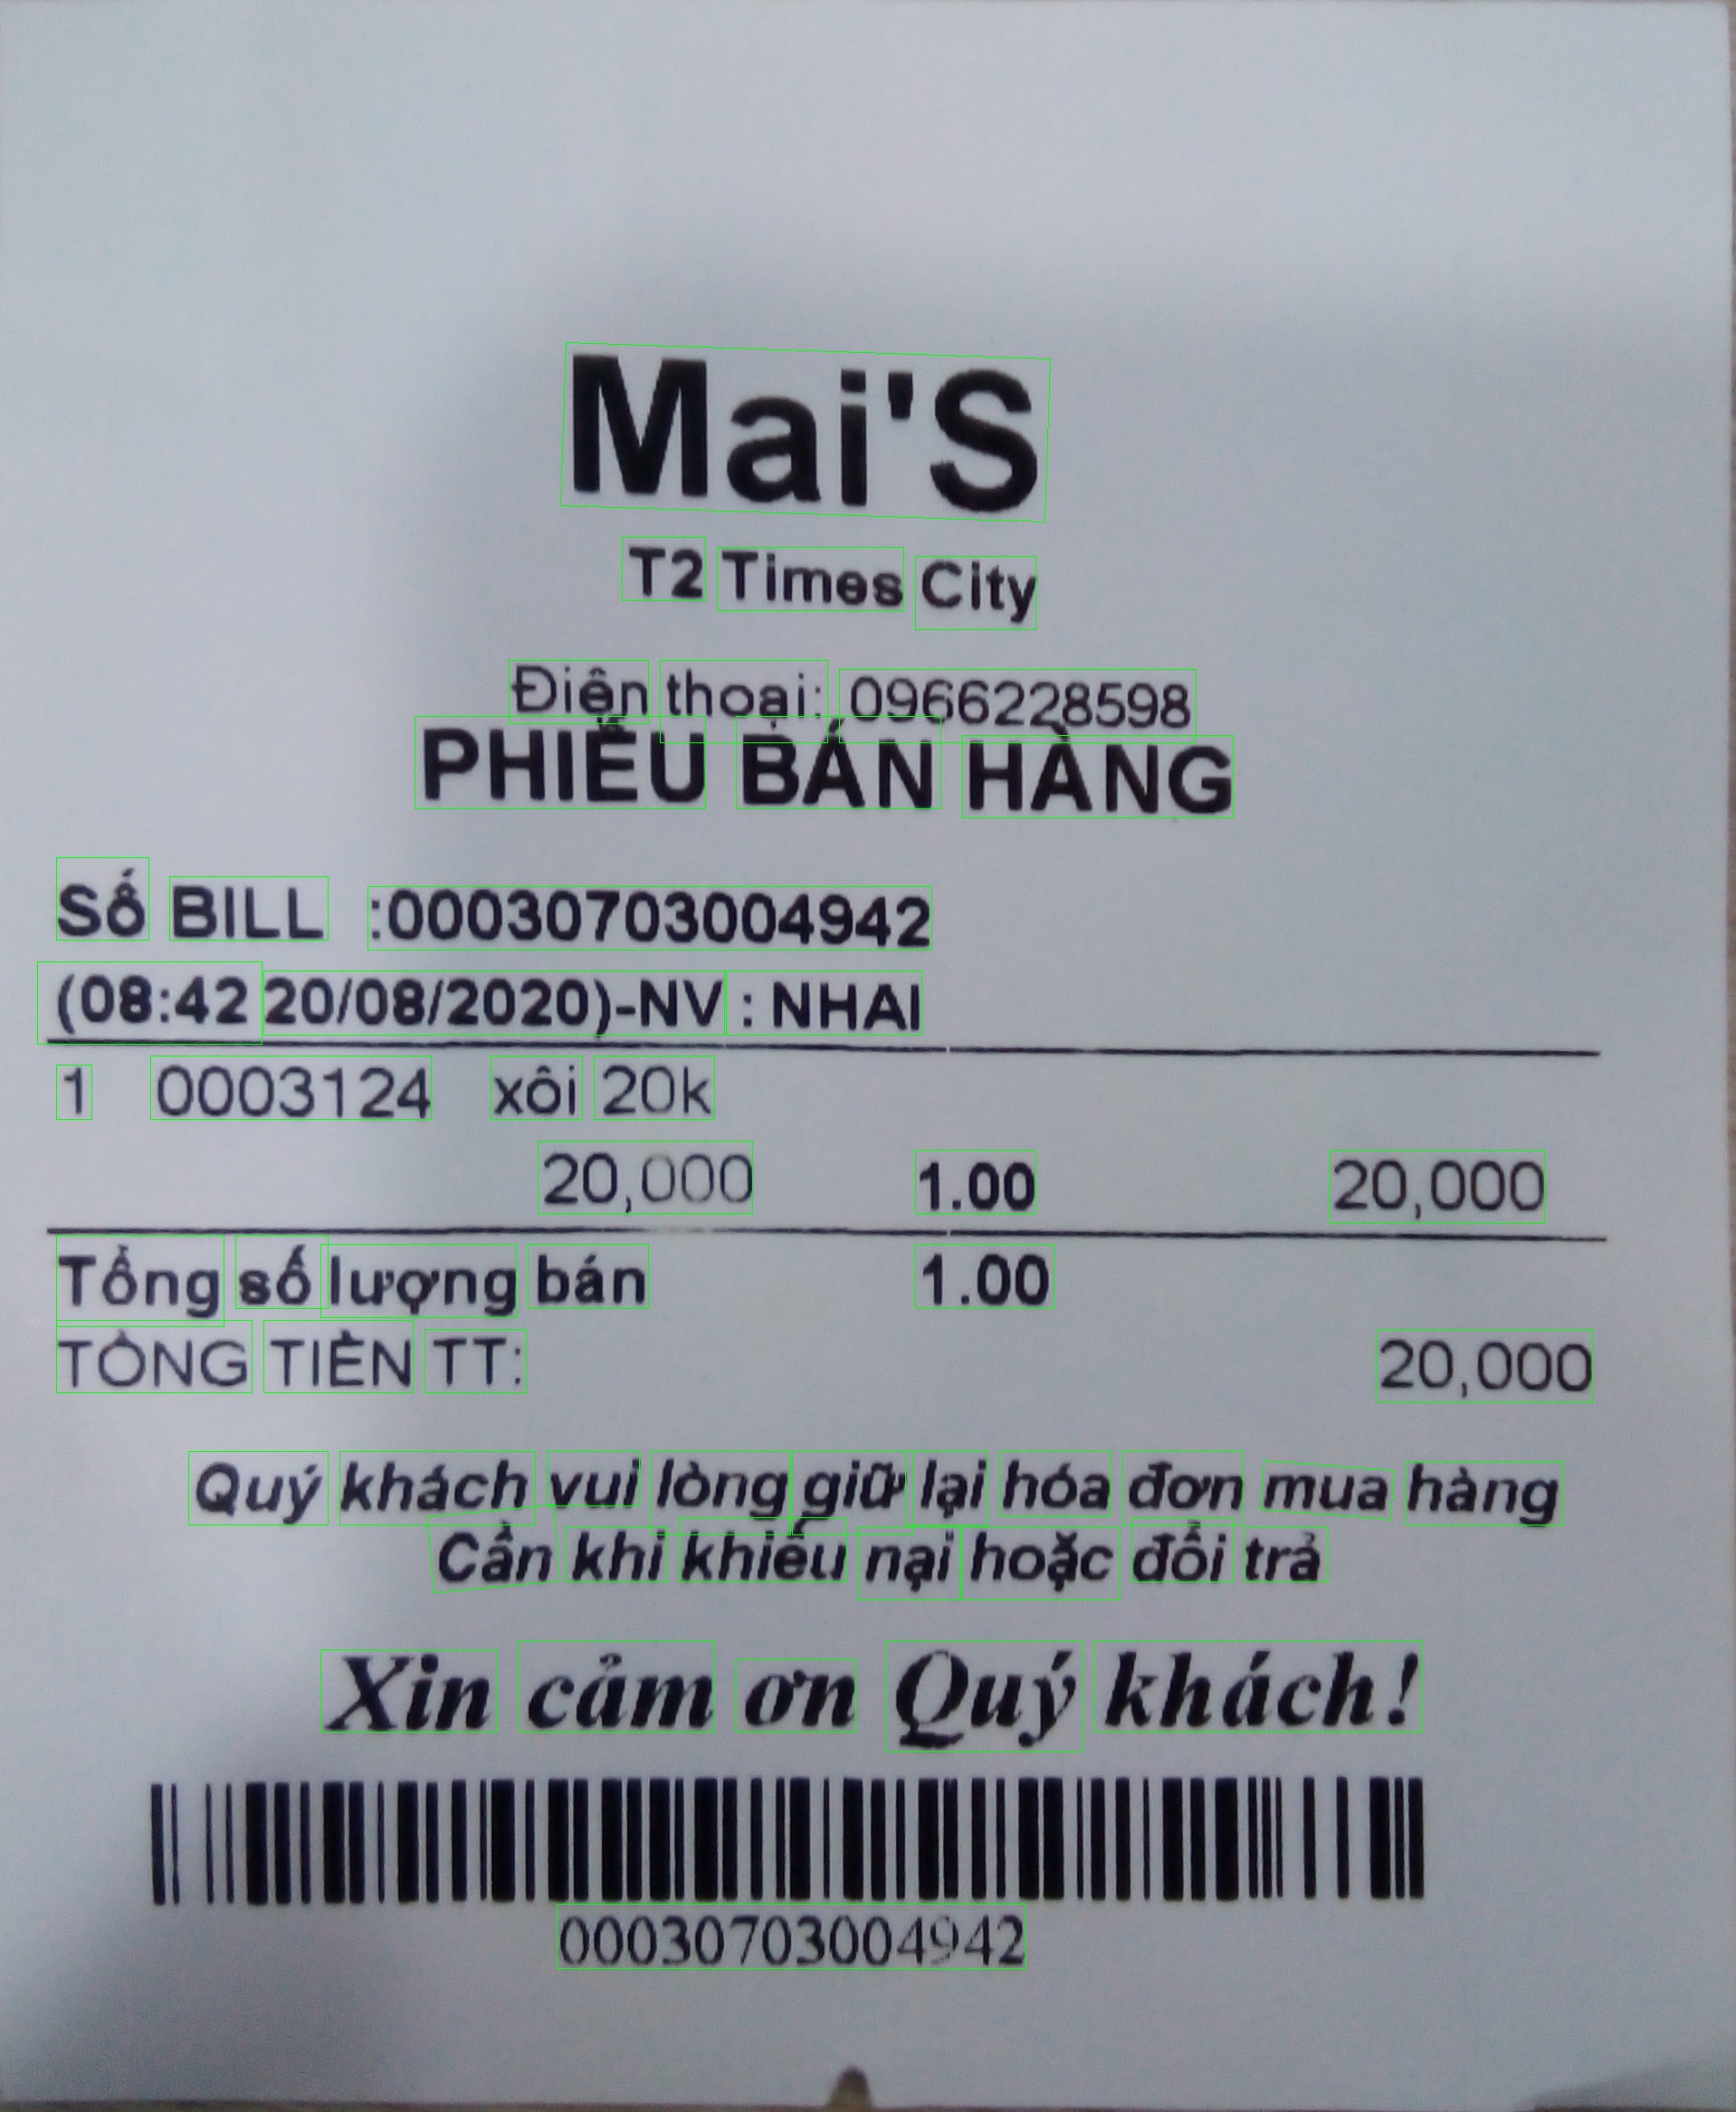 Mai'S
T2 Times City
Điện thoại: 0966228598
PHIẾU BÁN HÀNG
Số BILL :00030703004942
(08:42 20/08/2020)-NV : NHAI
1 0003124 xôi 20k
20,000 1.00 20,000
Tổng số lượng bán 1.00
TỔNG TIỀN TT: 20,000
Quý khách vui lòng giữ lại hóa đơn mua hàng
Cần khi khiếu nại hoặc đổi trả
Xin cảm ơn Quý khách!
00030703004942